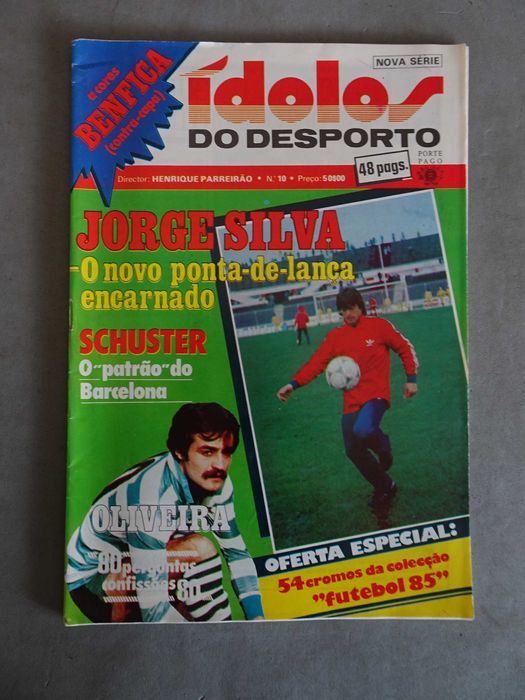 NOVA SÉRIE
a cores
BENFICA
(contra-capa)
ídolos
DO DESPORTO
48 pags.
PORTE
PAGO
Director: HENRIQUE PARREIRÃO • N.º 10 • Preço: 50$00
JORGE SILVA
-O novo ponta-de-lança
encarnado
SCHUSTER
O "patrão" do
Barcelona
OLIVEIRA
80 perguntas
confissões 80
OFERTA ESPECIAL:
54 cromos da colecção
"futebol 85"